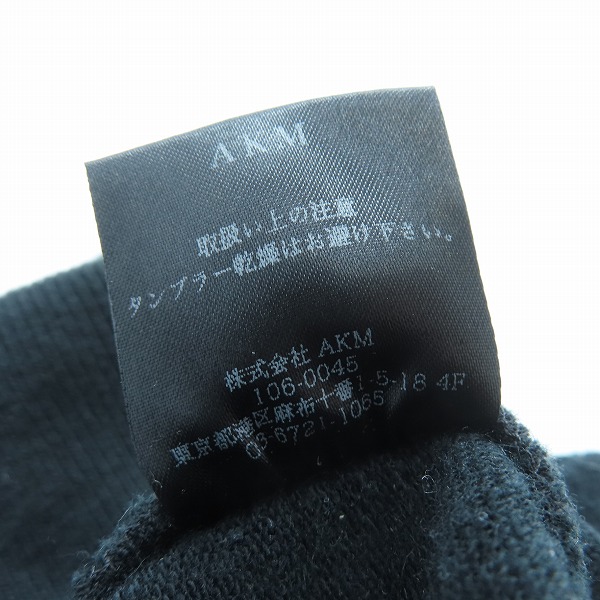 AKM
取扱い上の注意
タンブラー乾燥はお避け下さい。
株式会社 AKM
106-0045
東京都港区麻布十番1-5-18 4F
03-6721-1065